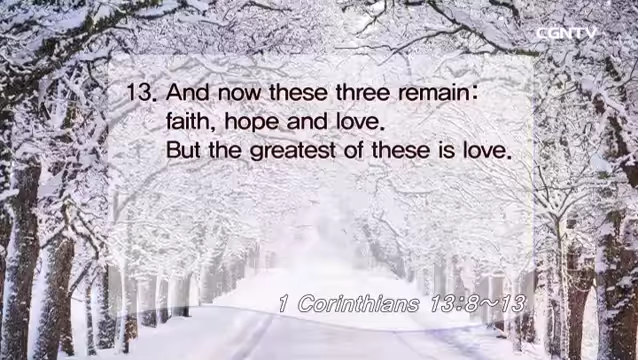 CGNTV
13. And now these three remain:
faith, hope and love.
But the greatest of these is love.
1 Corinthians 13:8~13